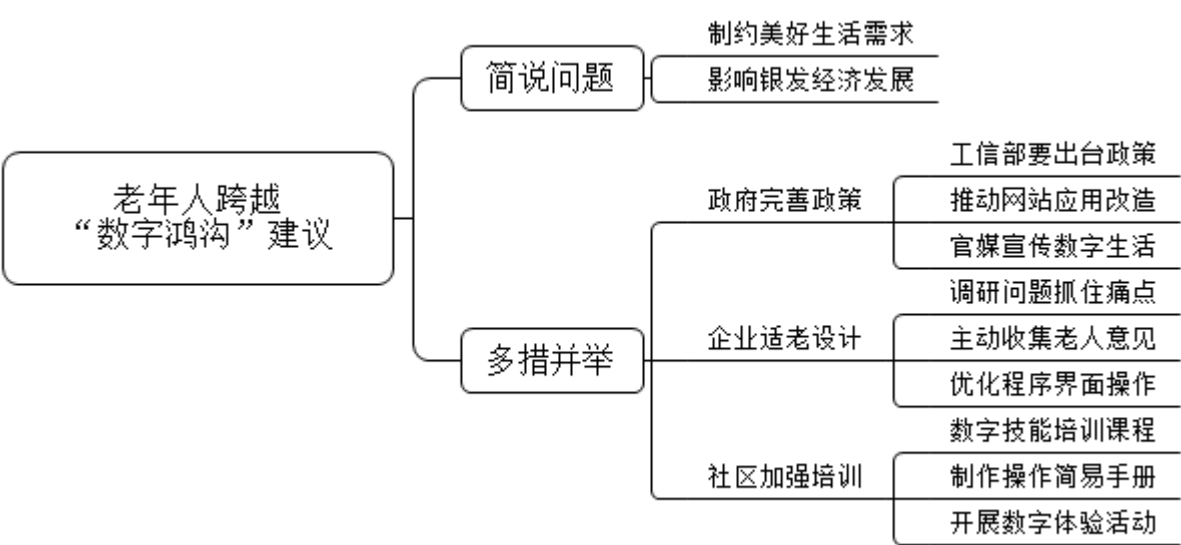 老年人跨越
“数字鸿沟”建议
简说问题
制约美好生活需求
影响银发经济发展
多措并举
政府完善政策
工信部要出台政策
推动网站应用改造
官媒宣传数字生活
企业适老设计
调研问题抓住痛点
主动收集老人意见
优化程序界面操作
社区加强培训
数字技能培训课程
制作操作简易手册
开展数字体验活动